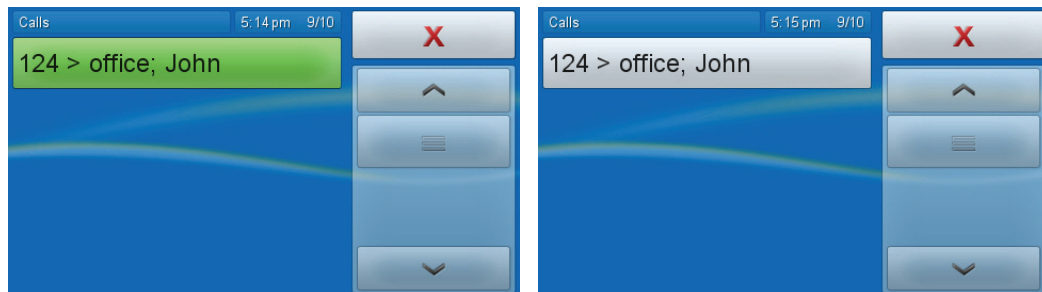 Calls 5:14 pm 9/10 X
124 > office; John
Calls 5:15 pm 9/10 X
124 > office; John